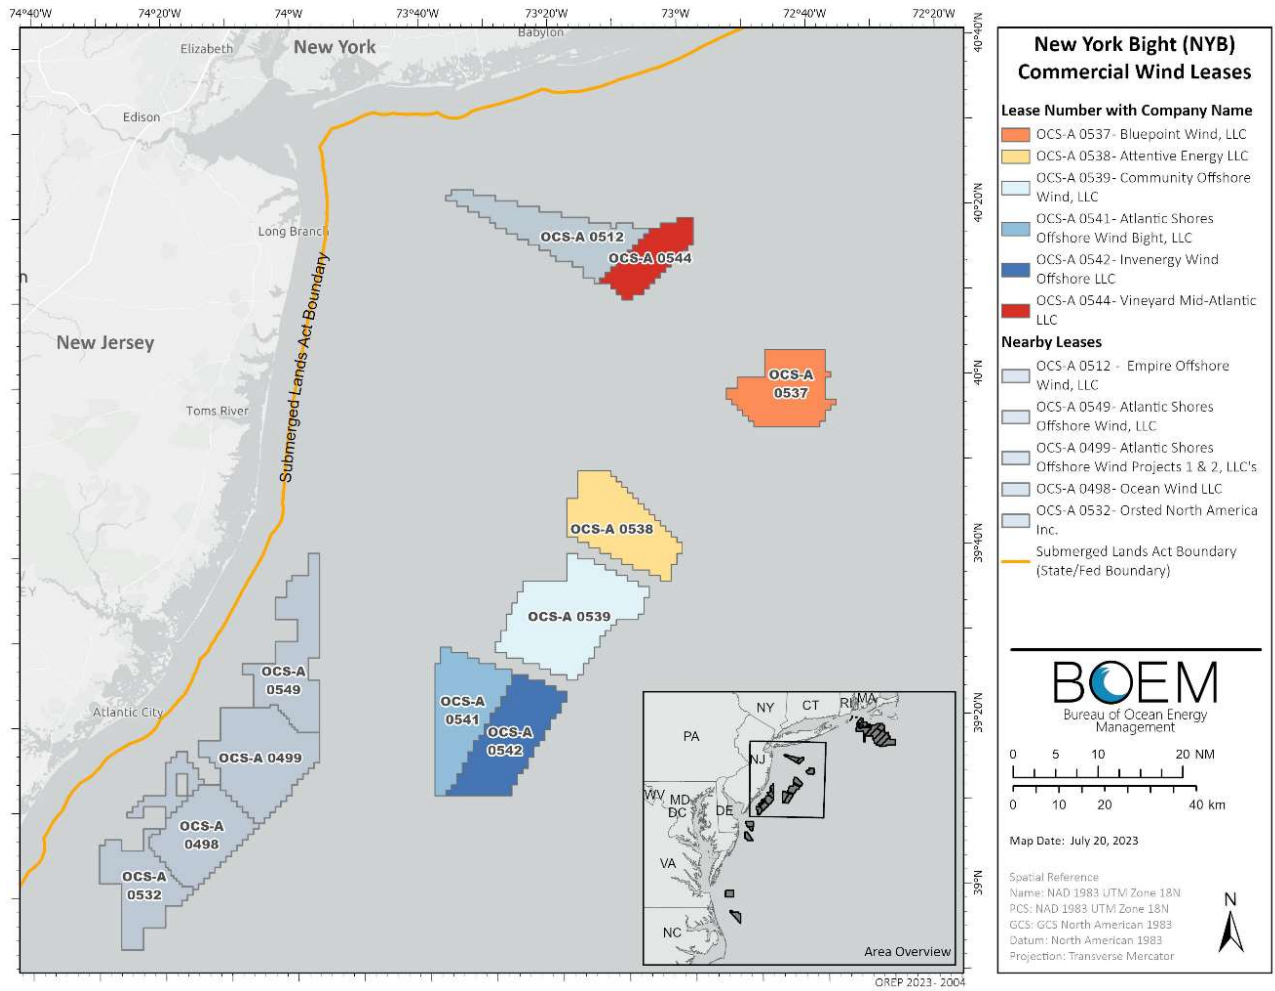 74°40'W 74°20'W 74°W 73°40'W 73°20'W 73°W 72°40'W 72°20'W
40°40'N
40°20'N
40°N
39°40'N
39°20'N
39°N
Elizabeth
New York
Babylon
Edison
Long Branch
n
New Jersey
Toms River
EY
Atlantic City
Submerged Lands Act Boundary
OCS-A 0512
OCS-A 0544
OCS-A
0537
OCS-A 0538
OCS-A 0539
OCS-A
0541
OCS-A
0542
OCS-A
0549
OCS-A 0499
OCS-A
0498
OCS-A
0532
NY
CT
RI
MA
PA
NJ
WV
MD
DC
DE
VA
NC
Area Overview
74°40'W 74°20'W 74°W 73°40'W 73°20'W 73°W
OREP 2023- 2004
New York Bight (NYB)
Commercial Wind Leases
Lease Number with Company Name
OCS-A 0537- Bluepoint Wind, LLC
OCS-A 0538- Attentive Energy LLC
OCS-A 0539- Community Offshore
Wind, LLC
OCS-A 0541- Atlantic Shores
Offshore Wind Bight, LLC
OCS-A 0542- Invenergy Wind
Offshore LLC
OCS-A 0544- Vineyard Mid-Atlantic
LLC
Nearby Leases
OCS-A 0512 - Empire Offshore
Wind, LLC
OCS-A 0549- Atlantic Shores
Offshore Wind, LLC
OCS-A 0499- Atlantic Shores
Offshore Wind Projects 1 & 2, LLC's
OCS-A 0498- Ocean Wind LLC
OCS-A 0532- Orsted North America
Inc.
Submerged Lands Act Boundary
(State/Fed Boundary)
BOEM
Bureau of Ocean Energy
Management
0 5 10 20 NM
0 10 20 40 km
Map Date: July 20, 2023
Spatial Reference
Name: NAD 1983 UTM Zone 18N
PCS: NAD 1983 UTM Zone 18N
GCS: GCS North American 1983
Datum: North American 1983
Projection: Transverse Mercator
N